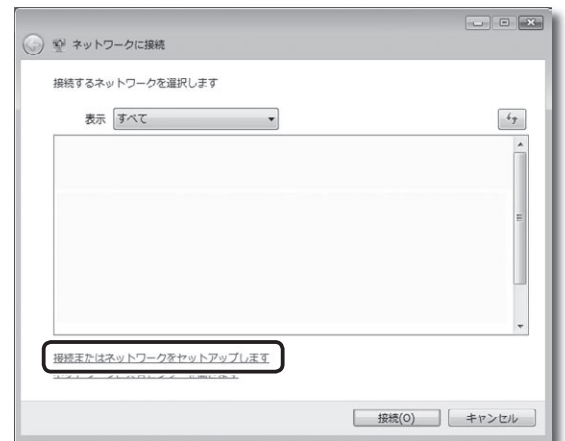 ネットワークに接続
接続するネットワークを選択します
表示 すべて
接続またはネットワークをセットアップします
接続(O) キャンセル